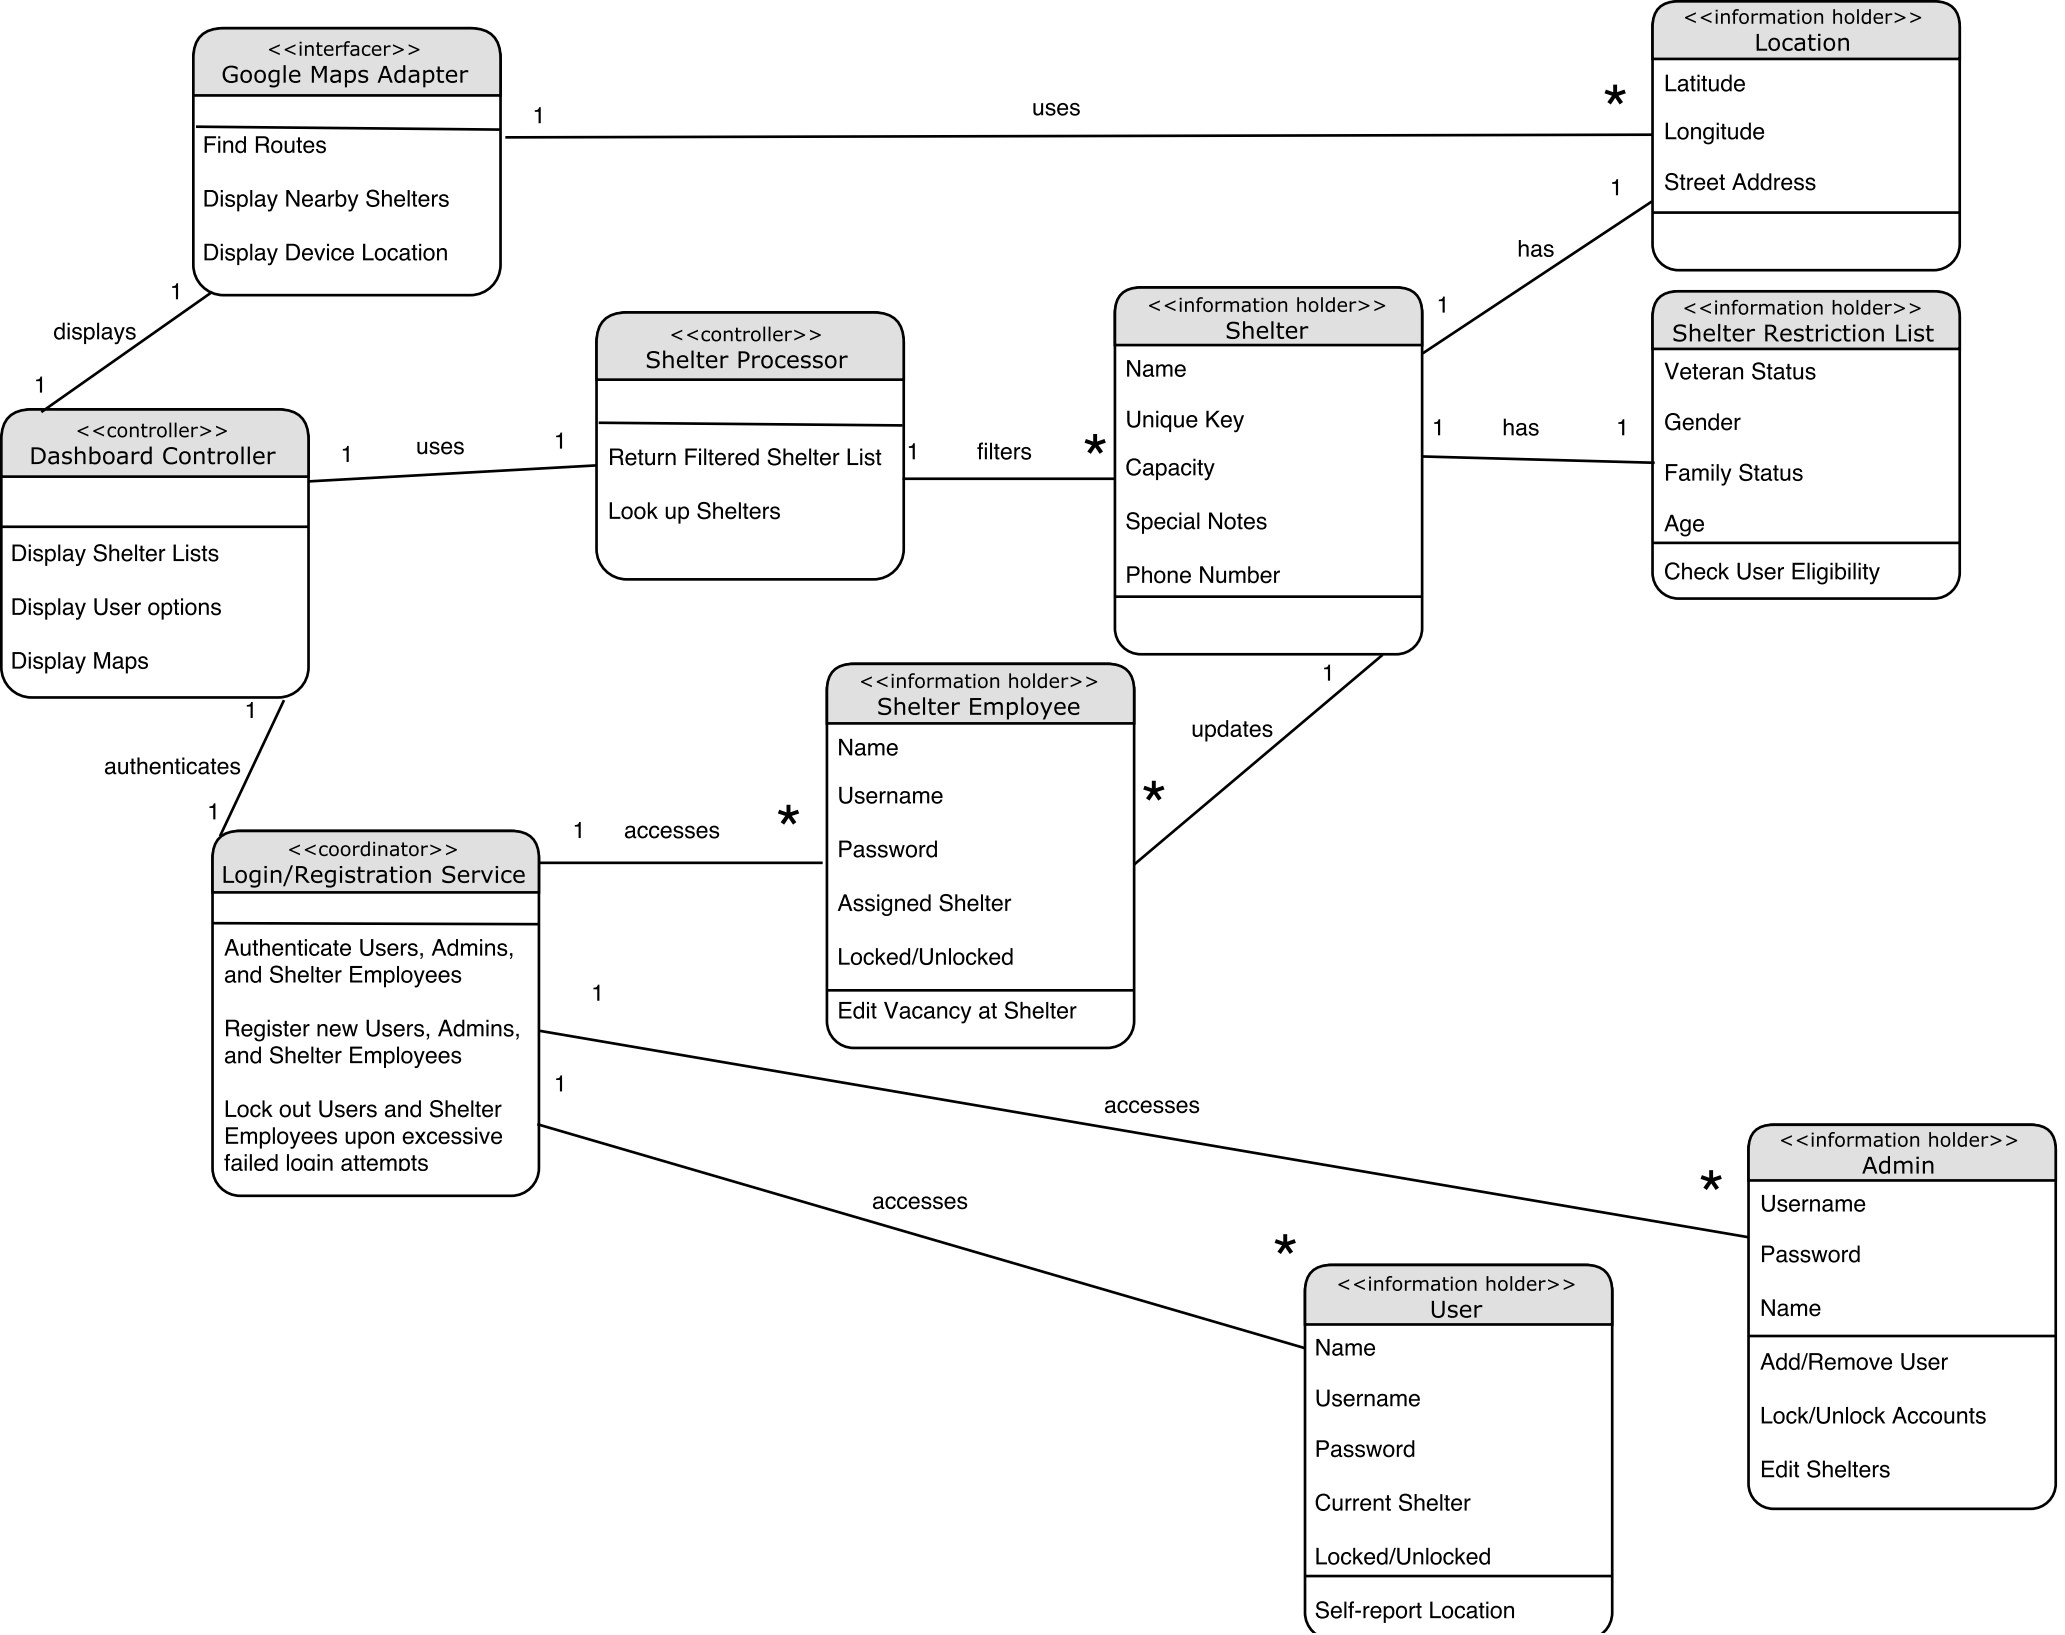 <<interfacer>>
Google Maps Adapter
Find Routes
Display Nearby Shelters
Display Device Location
1
uses
*
<<information holder>>
Location
Latitude
Longitude
Street Address
1
has
1
1
displays
1
<<controller>>
Dashboard Controller
Display Shelter Lists
Display User options
Display Maps
1
uses
1
<<controller>>
Shelter Processor
Return Filtered Shelter List
Look up Shelters
1
filters
*
<<information holder>>
Shelter
Name
Unique Key
Capacity
Special Notes
Phone Number
1
has
1
<<information holder>>
Shelter Restriction List
Veteran Status
Gender
Family Status
Age
Check User Eligibility
1
updates
*
<<information holder>>
Shelter Employee
Name
Username
Password
Assigned Shelter
Locked/Unlocked
Edit Vacancy at Shelter
1
authenticates
1
<<coordinator>>
Login/Registration Service
Authenticate Users, Admins,
and Shelter Employees
Register new Users, Admins,
and Shelter Employees
Lock out Users and Shelter
Employees upon excessive
failed login attempts
1
accesses
*
1
accesses
*
1
accesses
*
<<information holder>>
Admin
Username
Password
Name
Add/Remove User
Lock/Unlock Accounts
Edit Shelters
<<information holder>>
User
Name
Username
Password
Current Shelter
Locked/Unlocked
Self-report Location